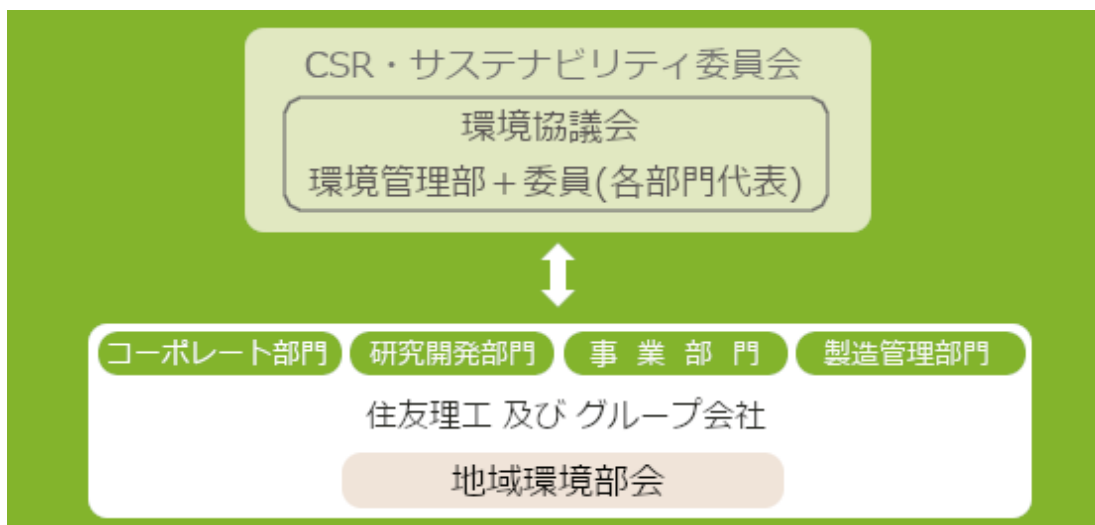 CSR・サステナビリティ委員会
環境協議会
環境管理部＋委員(各部門代表)
コーポレート部門 研究開発部門 事業部門 製造管理部門
住友理工 及び グループ会社
地域環境部会